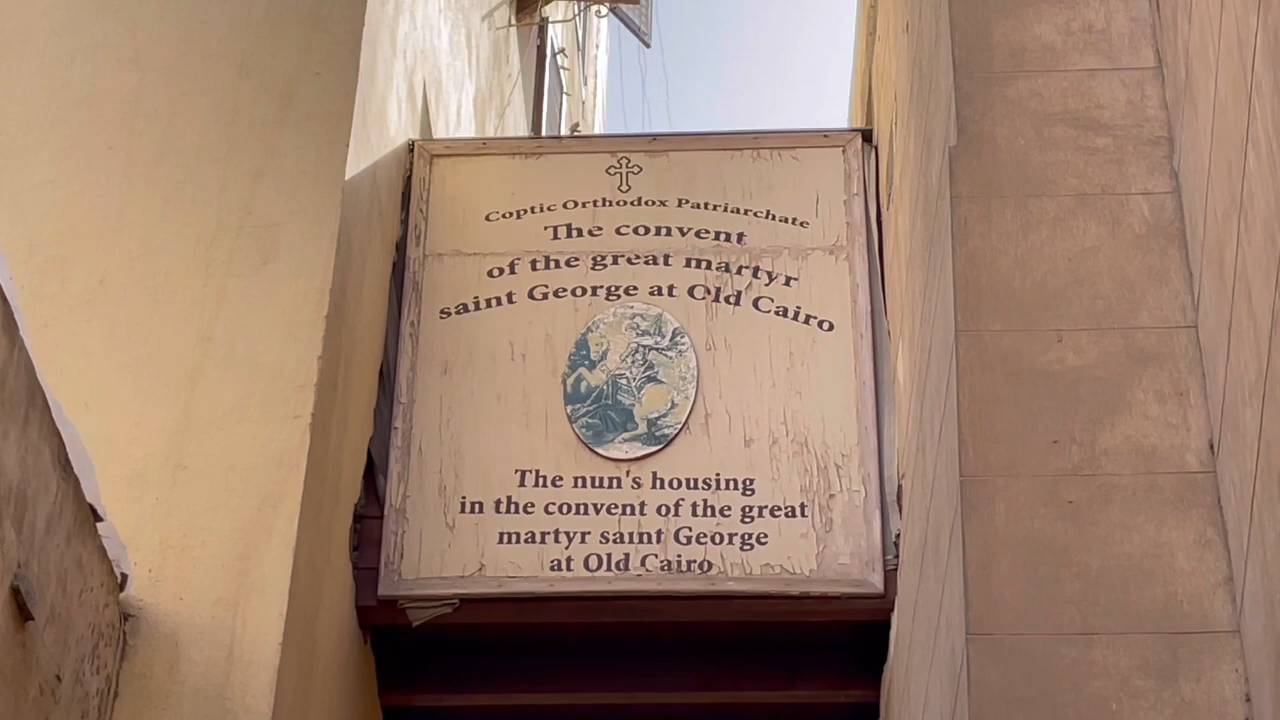 Coptic Orthodox Patriarchate
The convent
of the great martyr
saint George at Old Cairo
The nun's housing
in the convent of the great
martyr saint George
at Old Cairo